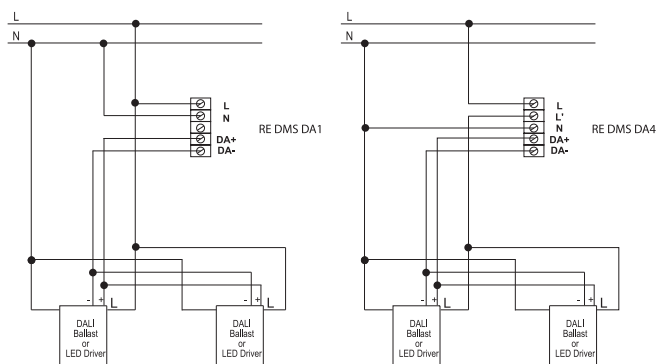 L
N
L
N
RE DMS DA1
DA+
DA-
- + L
DALI
Ballast
or
LED Driver
- + L
DALI
Ballast
or
LED Driver
L
N
L
L'
N
RE DMS DA4
DA+
DA-
- + L
DALI
Ballast
or
LED Driver
- + L
DALI
Ballast
or
LED Driver